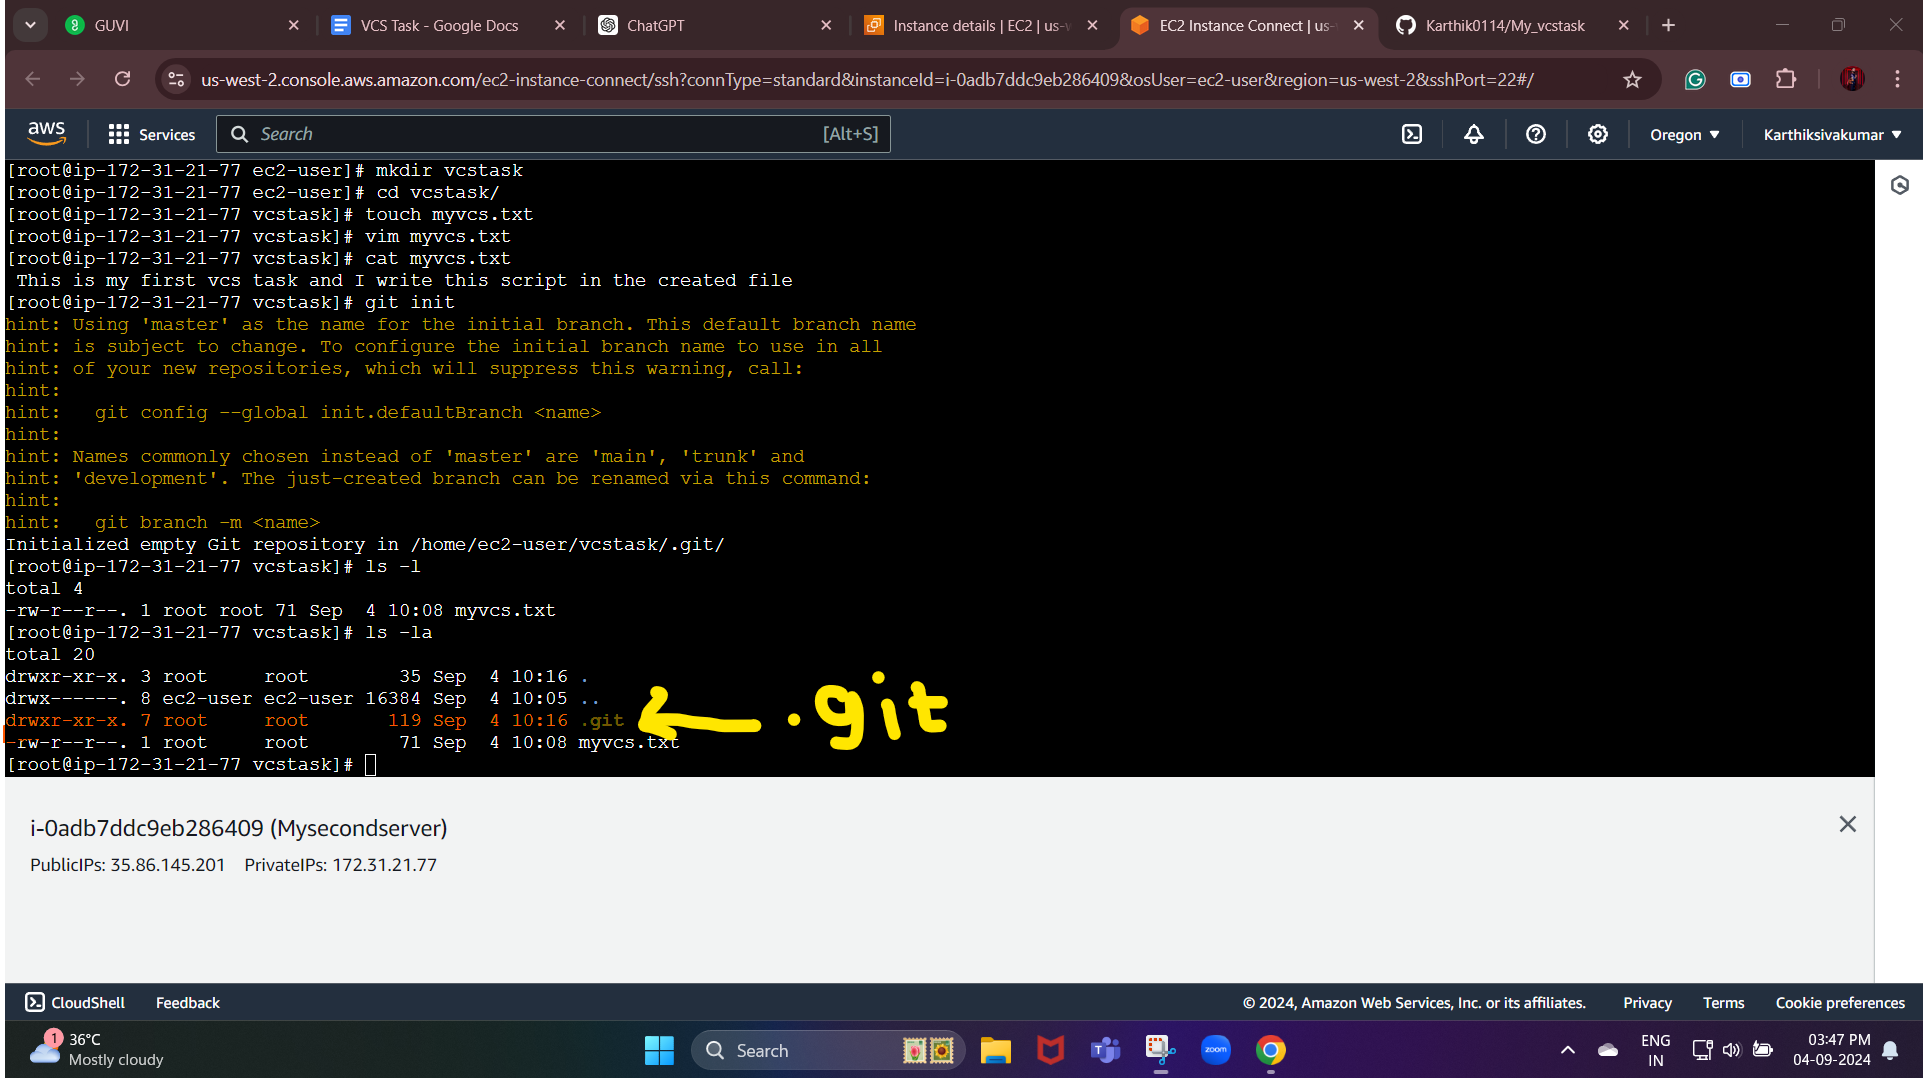 GUVI
VCS Task - Google Docs
ChatGPT
Instance details | EC2 | us-w
EC2 Instance Connect | us-
Karthik0114/My_vcstask
us-west-2.console.aws.amazon.com/ec2-instance-connect/ssh?connType=standard&instanceId=i-0adb7ddc9eb286409&osUser=ec2-user&region=us-west-2&sshPort=22#/
aws
Services
Search
[Alt+S]
Oregon
Karthiksivakumar
[root@ip-172-31-21-77 ec2-user]# mkdir vcstask
[root@ip-172-31-21-77 ec2-user]# cd vcstask/
[root@ip-172-31-21-77 vcstask]# touch myvcs.txt
[root@ip-172-31-21-77 vcstask]# vim myvcs.txt
[root@ip-172-31-21-77 vcstask]# cat myvcs.txt
This is my first vcs task and I write this script in the created file
[root@ip-172-31-21-77 vcstask]# git init
hint: Using 'master' as the name for the initial branch. This default branch name
hint: is subject to change. To configure the initial branch name to use in all
hint: of your new repositories, which will suppress this warning, call:
hint:
hint:   git config --global init.defaultBranch <name>
hint:
hint: Names commonly chosen instead of 'master' are 'main', 'trunk' and
hint: 'development'. The just-created branch can be renamed via this command:
hint:
hint:   git branch -m <name>
Initialized empty Git repository in /home/ec2-user/vcstask/.git/
[root@ip-172-31-21-77 vcstask]# ls -l
total 4
-rw-r--r--. 1 root root 71 Sep  4 10:08 myvcs.txt
[root@ip-172-31-21-77 vcstask]# ls -la
total 20
drwxr-xr-x. 3 root     root        35 Sep  4 10:16 .
drwx------. 8 ec2-user ec2-user 16384 Sep  4 10:05 ..
drwxr-xr-x. 7 root     root       119 Sep  4 10:16 .git
.git
-rw-r--r--. 1 root     root        71 Sep  4 10:08 myvcs.txt
[root@ip-172-31-21-77 vcstask]#
i-0adb7ddc9eb286409 (Mysecondserver)
PublicIPs: 35.86.145.201 PrivateIPs: 172.31.21.77
CloudShell
Feedback
© 2024, Amazon Web Services, Inc. or its affiliates.
Privacy
Terms
Cookie preferences
1
36°C
Mostly cloudy
Search
zoom
ENG
IN
03:47 PM
04-09-2024